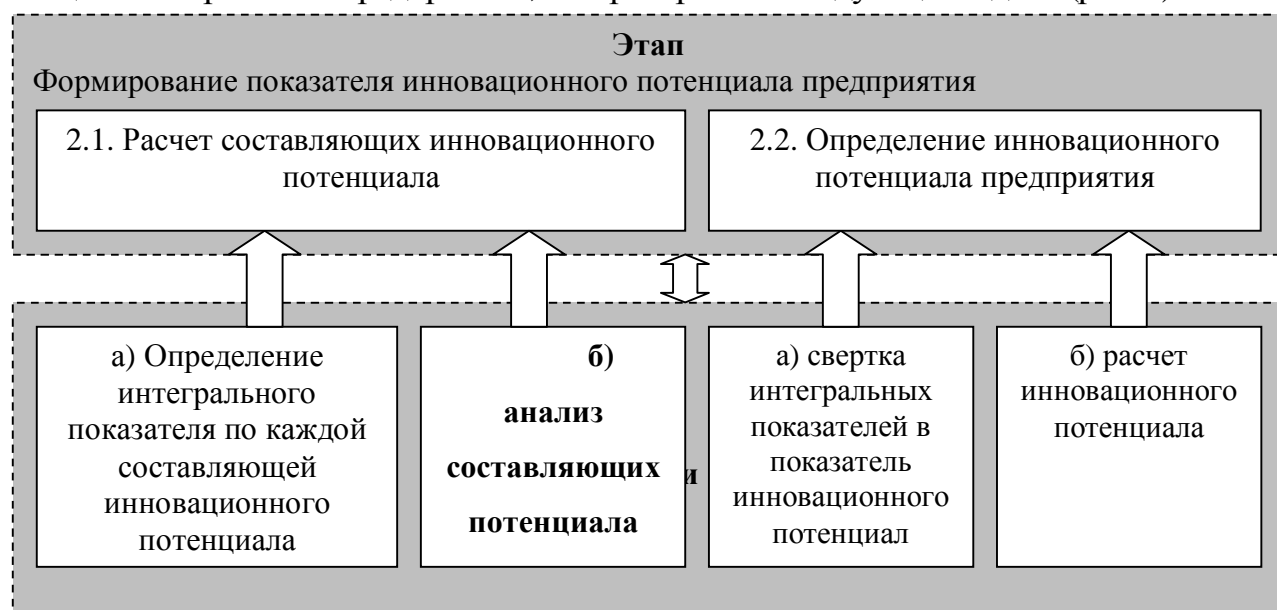 Этап
Формирование показателя инновационного потенциала предприятия
2.1. Расчет составляющих инновационного
потенциала
2.2. Определение инновационного
потенциала предприятия
а) Определение
интегрального
показателя по каждой
составляющей
инновационного
потенциала
б)
анализ
составляющих
потенциала
и
а) свертка
интегральных
показателей в
показатель
инновационного
потенциал
б) расчет
инновационного
потенциала